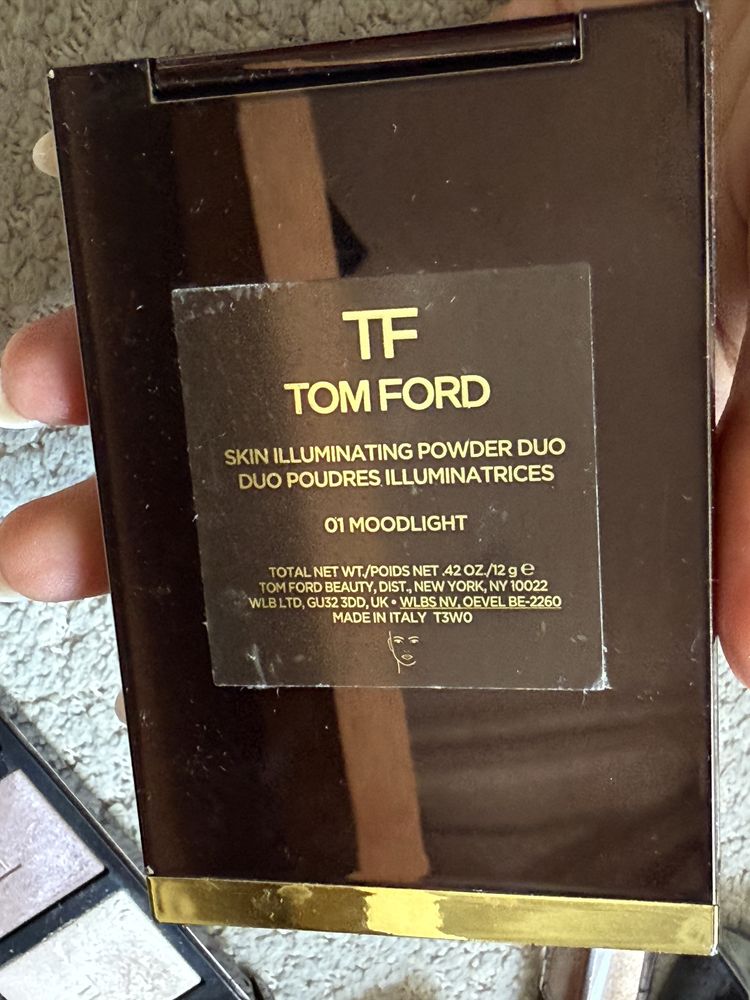 TF
TOM FORD
SKIN ILLUMINATING POWDER DUO
DUO POUDRES ILLUMINATRICES
01 MOODLIGHT
TOTAL NET WT./POIDS NET .42 OZ./12 g ℮
TOM FORD BEAUTY, DIST., NEW YORK, NY 10022
WLB LTD, GU32 3DD, UK • WLBS NV, OEVEL BE-2260
MADE IN ITALY T3W0